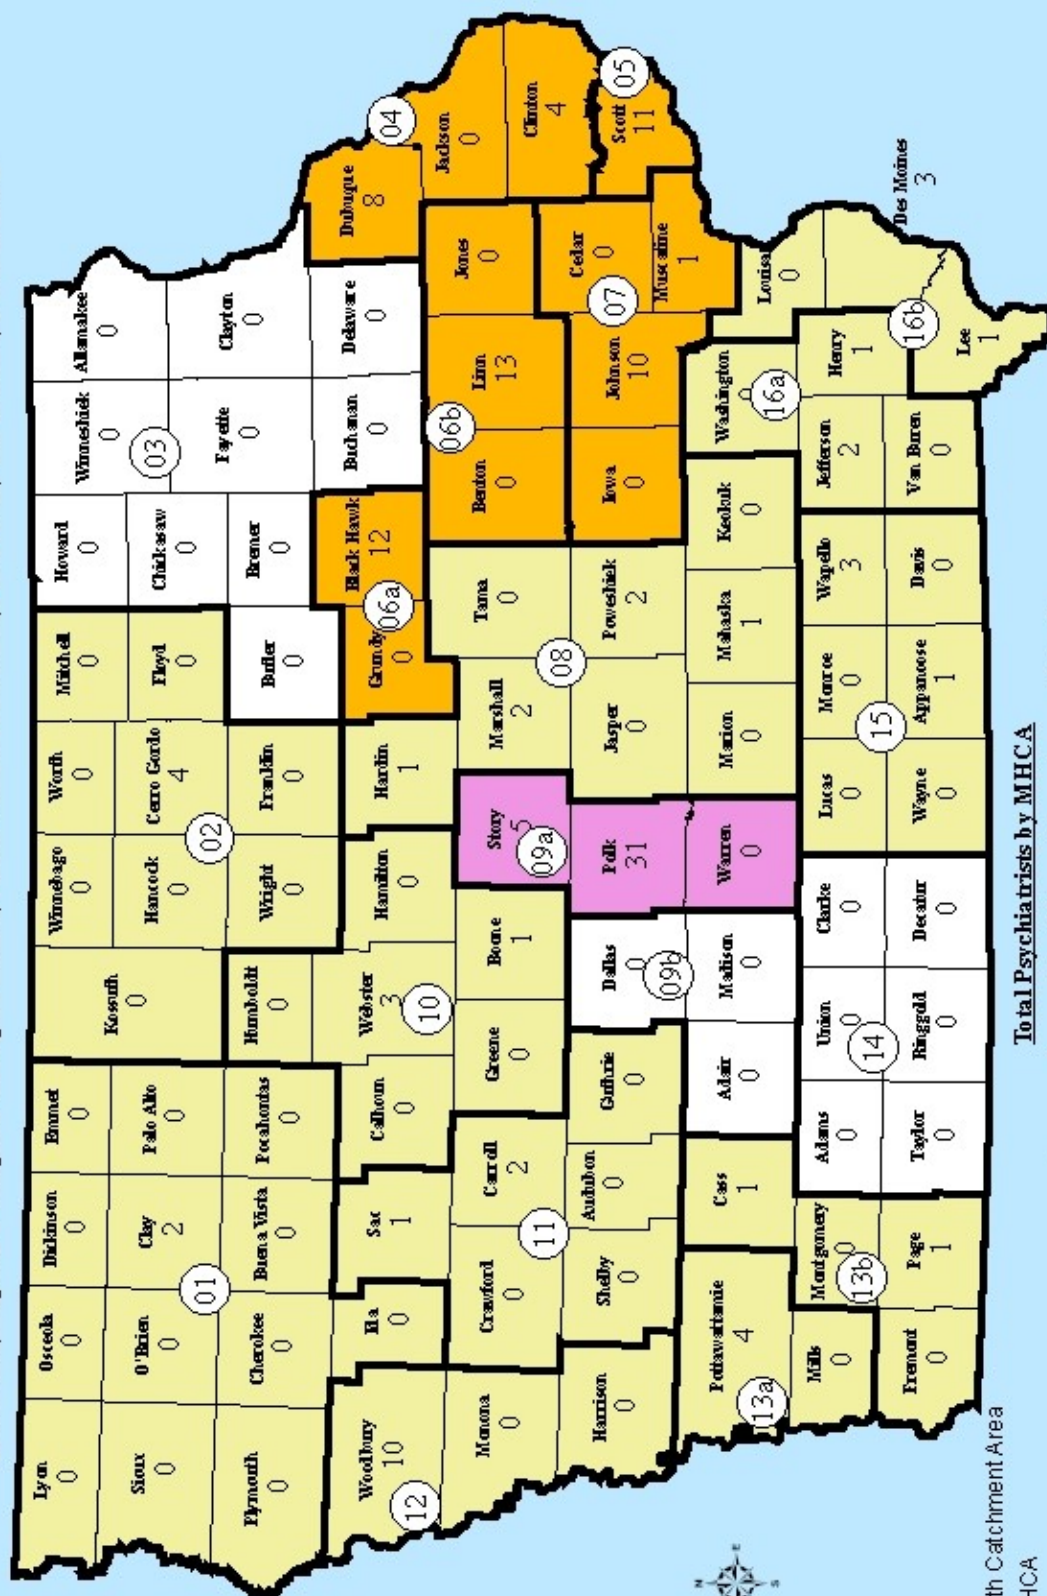 Lyon
0
Osceola
0
Dickinson
0
Emmet
0
Kossuth
0
Winnebago
0
Worth
0
Mitchell
0
Howard
0
Winneshiek
0
Allamakee
0
Sioux
0
O'Brien
0
Clay
2
Palo Alto
0
Hancock
0
Cerro Gordo
4
Floyd
0
Chickasaw
0
03
Fayette
0
Clayton
0
01
02
Plymouth
0
Cherokee
0
Buena Vista
0
Pocahontas
0
Humboldt
0
Wright
0
Franklin
0
Butler
0
Bremer
0
Woodbury
10
12
Ida
0
Sac
1
Calhoun
0
Webster
3
10
Hamilton
0
Hardin
1
Grundy
0
06a
Black Hawk
12
Buchanan
0
Delaware
0
Dubuque
8
04
Monona
0
Crawford
0
Carroll
2
11
Greene
0
Boone
1
Story
5
09a
Marshall
2
Tama
0
08
Benton
0
06b
Linn
13
Jones
0
Jackson
0
Clinton
4
Harrison
0
Shelby
0
Audubon
0
Guthrie
0
Dallas
0
09b
Polk
31
Jasper
0
Poweshiek
2
Iowa
0
Johnson
10
07
Cedar
0
Scott
11
05
Muscatine
1
Pottawattamie
4
13a
Cass
1
Adair
0
Madison
0
Warren
0
Marion
0
Mahaska
1
Keokuk
0
Washington
0
16a
Louisa
0
Mills
0
Montgomery
0
13b
Adams
0
Union
0
14
Clarke
0
Lucas
0
Monroe
0
15
Wapello
3
Jefferson
2
Henry
1
16b
Des Moines
3
Fremont
0
Page
1
Taylor
0
Ringgold
0
Decatur
0
Wayne
0
Appanoose
1
Davis
0
Van Buren
0
Lee
1
N
E
S
W
th Catchment Area
HCA
Total Psychiatrists by MHCA